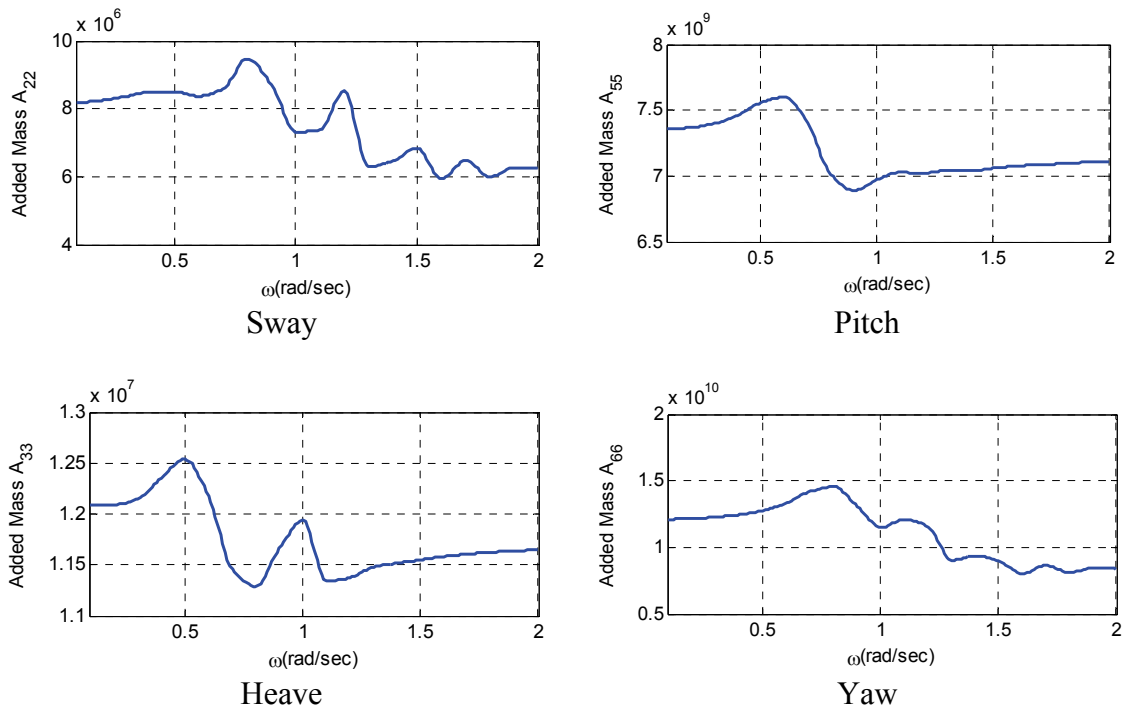 x 10^6
Added Mass A_22
10
8
6
4
0.5
1
1.5
2
ω(rad/sec)
Sway
x 10^9
Added Mass A_55
8
7.5
7
6.5
0.5
1
1.5
2
ω(rad/sec)
Pitch
x 10^7
Added Mass A_33
1.3
1.25
1.2
1.15
1.1
0.5
1
1.5
2
ω(rad/sec)
Heave
x 10^10
Added Mass A_66
2
1.5
1
0.5
0.5
1
1.5
2
ω(rad/sec)
Yaw